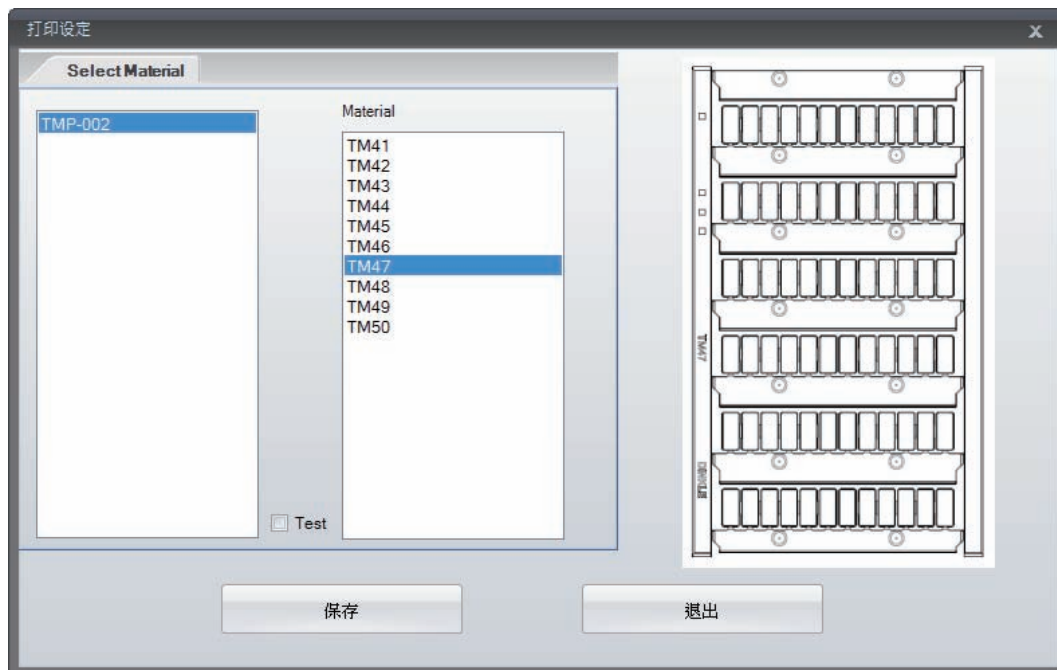 打印设定
X
Select Material
TMP-002
Material
TM41
TM42
TM43
TM44
TM45
TM46
TM47
TM48
TM49
TM50
Test
TM47
DINKLE
保存
退出